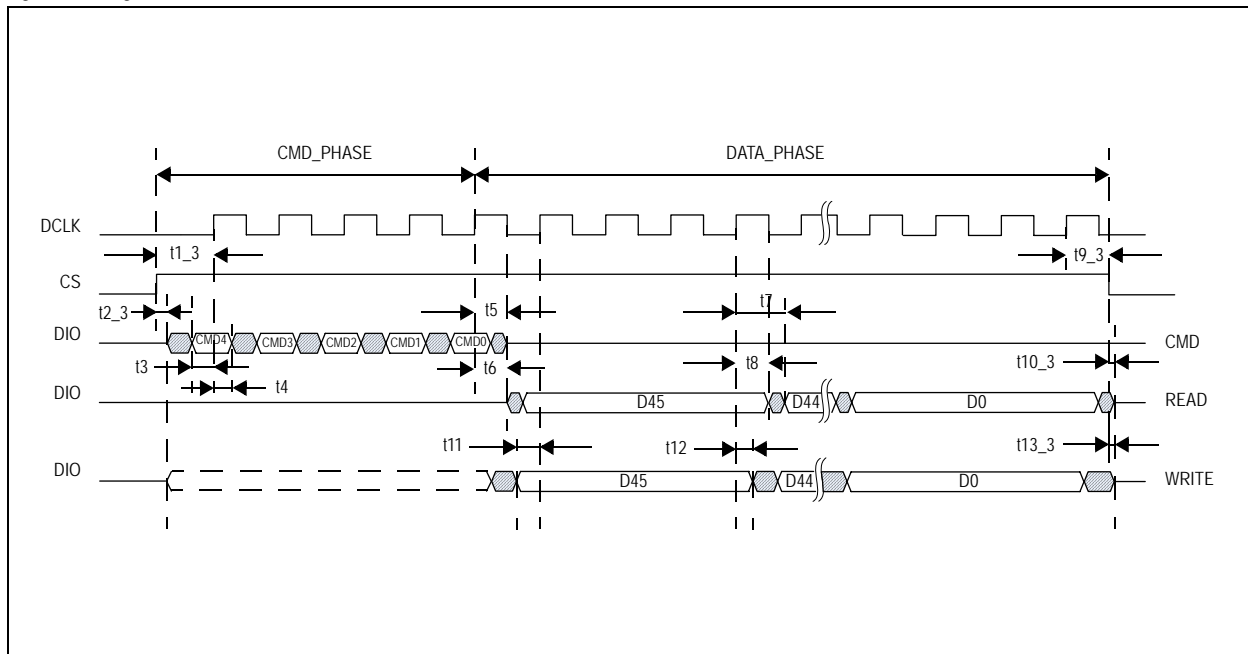 CMD_PHASE DATA_PHASE
DCLK
t1_3 t9_3
CS
t2_3 t5 t7
DIO CMD4 CMD3 CMD2 CMD1 CMD0 CMD
t3 t6 t8 t10_3
t4
DIO D45 D44 D0 READ
t11 t12 t13_3
DIO D45 D44 D0 WRITE